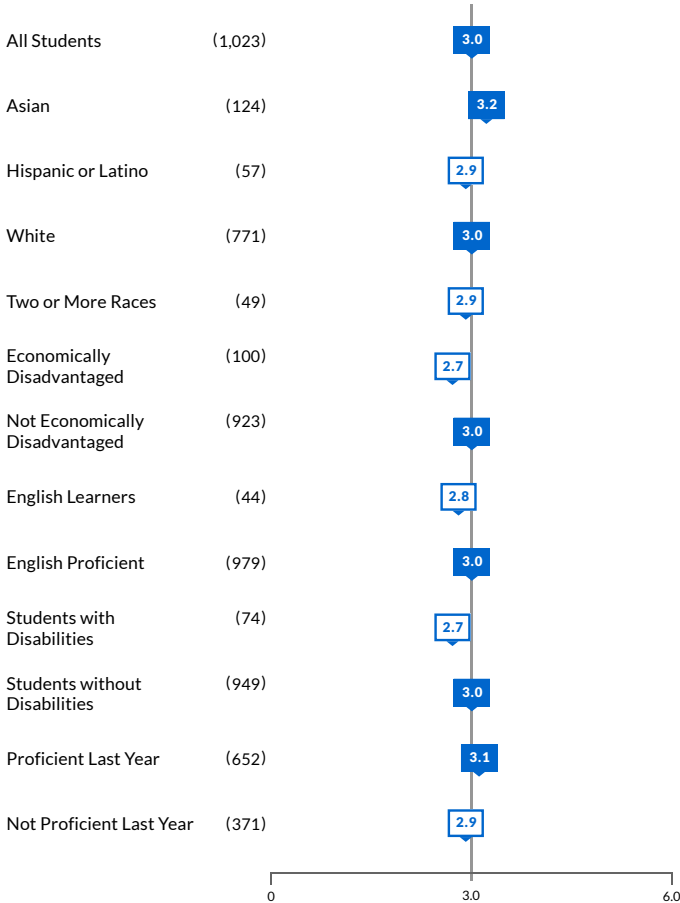 All Students (1,023) 3.0
Asian (124) 3.2
Hispanic or Latino (57) 2.9
White (771) 3.0
Two or More Races (49) 2.9
Economically (100) 2.7
Disadvantaged
Not Economically (923) 3.0
Disadvantaged
English Learners (44) 2.8
English Proficient (979) 3.0
Students with (74) 2.7
Disabilities
Students without (949) 3.0
Disabilities
Proficient Last Year (652) 3.1
Not Proficient Last Year (371) 2.9
0 3.0 6.0